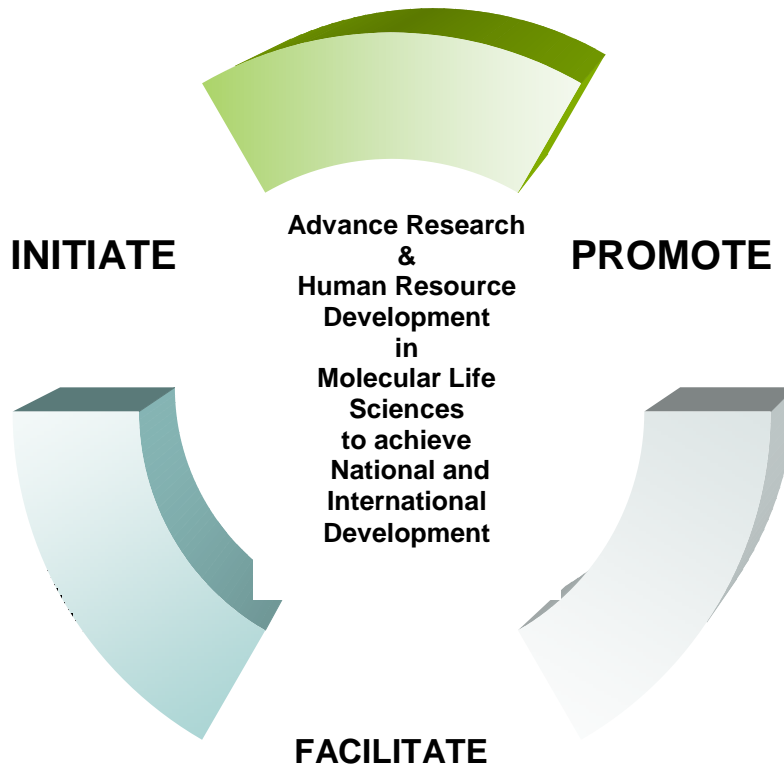 INITIATE
PROMOTE
Advance Research
&
Human Resource
Development
in
Molecular Life
Sciences
to achieve
National and
International
Development
FACILITATE